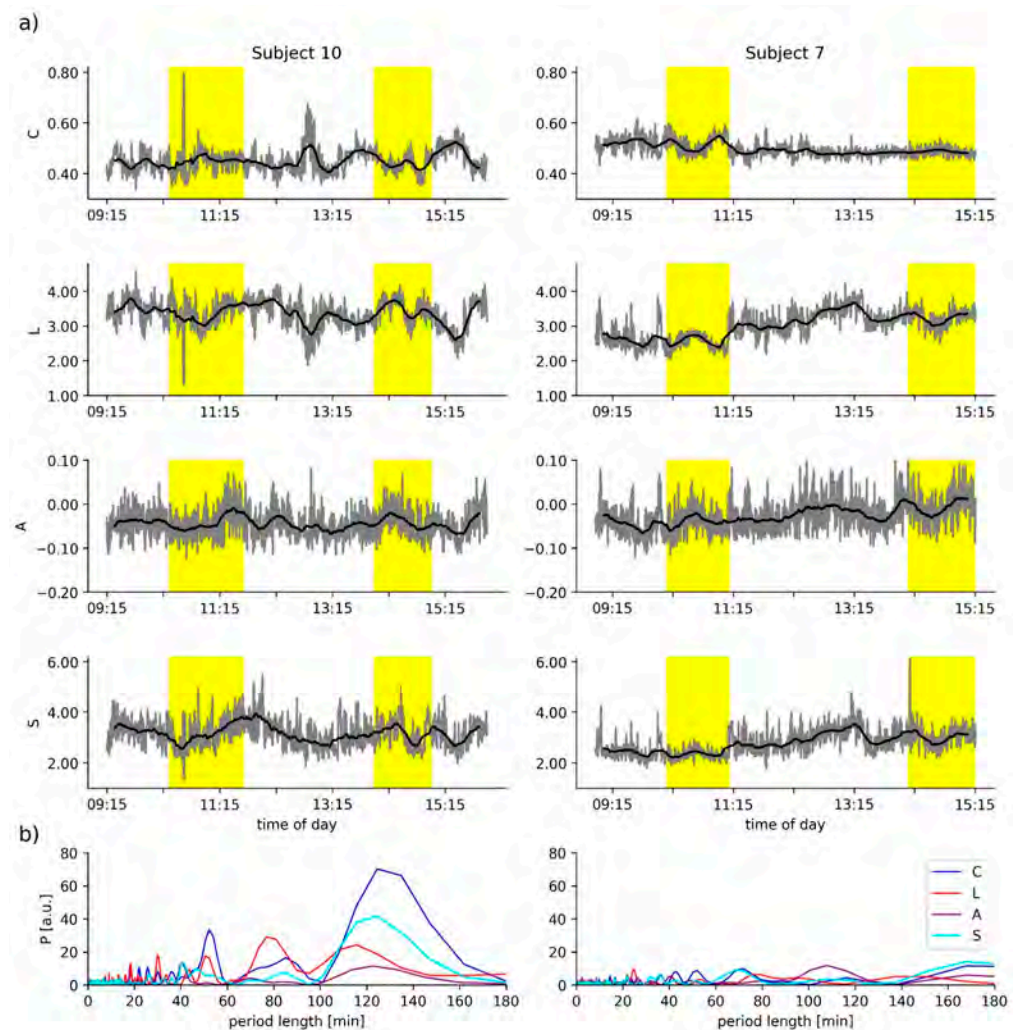 a)
Subject 10 Subject 7
0.80 0.80
0.60 0.60
C
0.40 0.40
09:15 11:15 13:15 15:15 09:15 11:15 13:15 15:15
4.00 4.00
3.00 3.00
L
2.00 2.00
1.00 1.00
09:15 11:15 13:15 15:15 09:15 11:15 13:15 15:15
0.10 0.10
0.00 0.00
A
−0.10 −0.10
−0.20 −0.20
09:15 11:15 13:15 15:15 09:15 11:15 13:15 15:15
6.00 6.00
4.00 4.00
S
2.00 2.00
09:15 11:15 13:15 15:15 09:15 11:15 13:15 15:15
time of day time of day
b)
80 80
60 60
P [a.u.]
40 40
20 20
0 0
C
L
A
S
0 20 40 60 80 100 120 140 160 180 0 20 40 60 80 100 120 140 160 180
period length [min] period length [min]